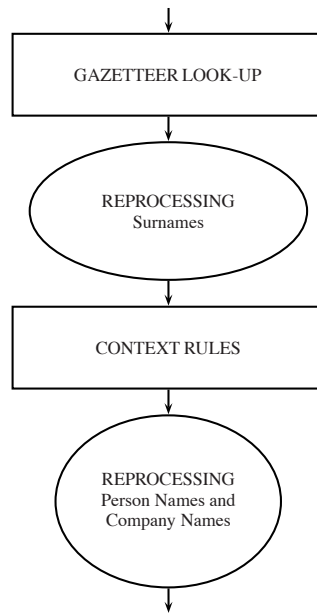 GAZETTEER LOOK-UP
REPROCESSING
Surnames
CONTEXT RULES
REPROCESSING
Person Names and
Company Names